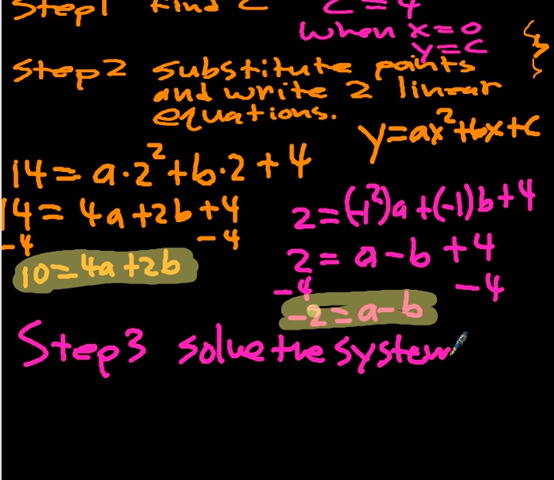 Step1 find C C=4
when x=0
y=C
Step2 substitute points
and write 2 linear
equations.
y=ax²+bx+c
14=a·2²+b·2+4
14=4a+2b+4
-4 -4
10=4a+2b
2=(-1²)a+(-1)b+4
2=a-b+4
-4 -4
-2=a-b
Step3 solve the system